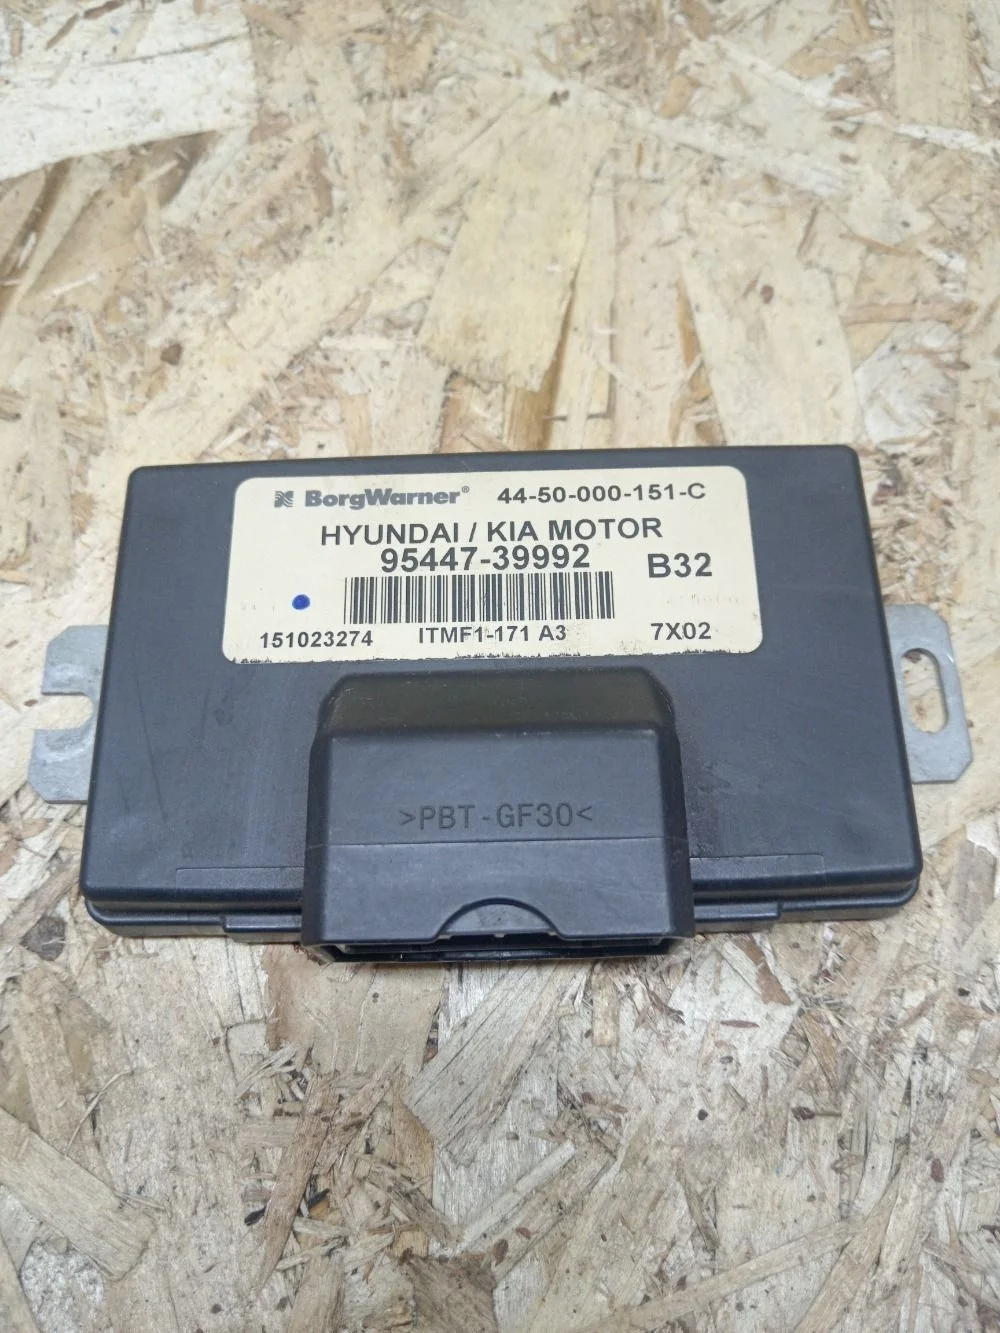 BorgWarner® 44-50-000-151-C
HYUNDAI / KIA MOTOR
95447-39992 B32
151023274 ITMF1-171 A3 7X02
>PBT-GF30<